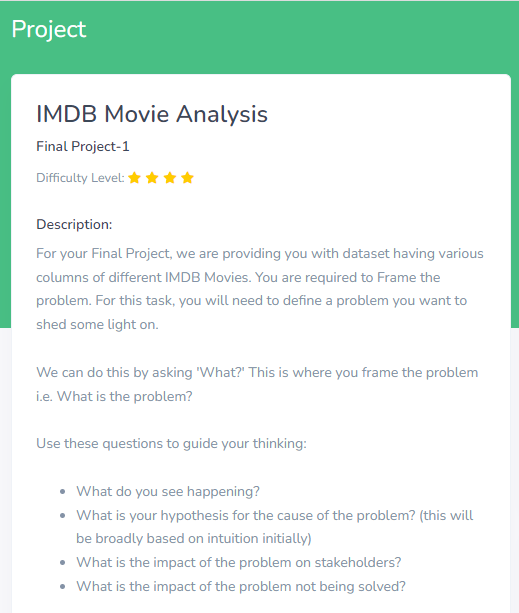 Project
IMDB Movie Analysis
Final Project-1
Difficulty Level:
Description:
For your Final Project, we are providing you with dataset having various
columns of different IMDB Movies. You are required to Frame the
problem. For this task, you will need to define a problem you want to
shed some light on.
We can do this by asking 'What?' This is where you frame the problem
i.e. What is the problem?
Use these questions to guide your thinking:
• What do you see happening?
• What is your hypothesis for the cause of the problem? (this will
be broadly based on intuition initially)
• What is the impact of the problem on stakeholders?
• What is the impact of the problem not being solved?